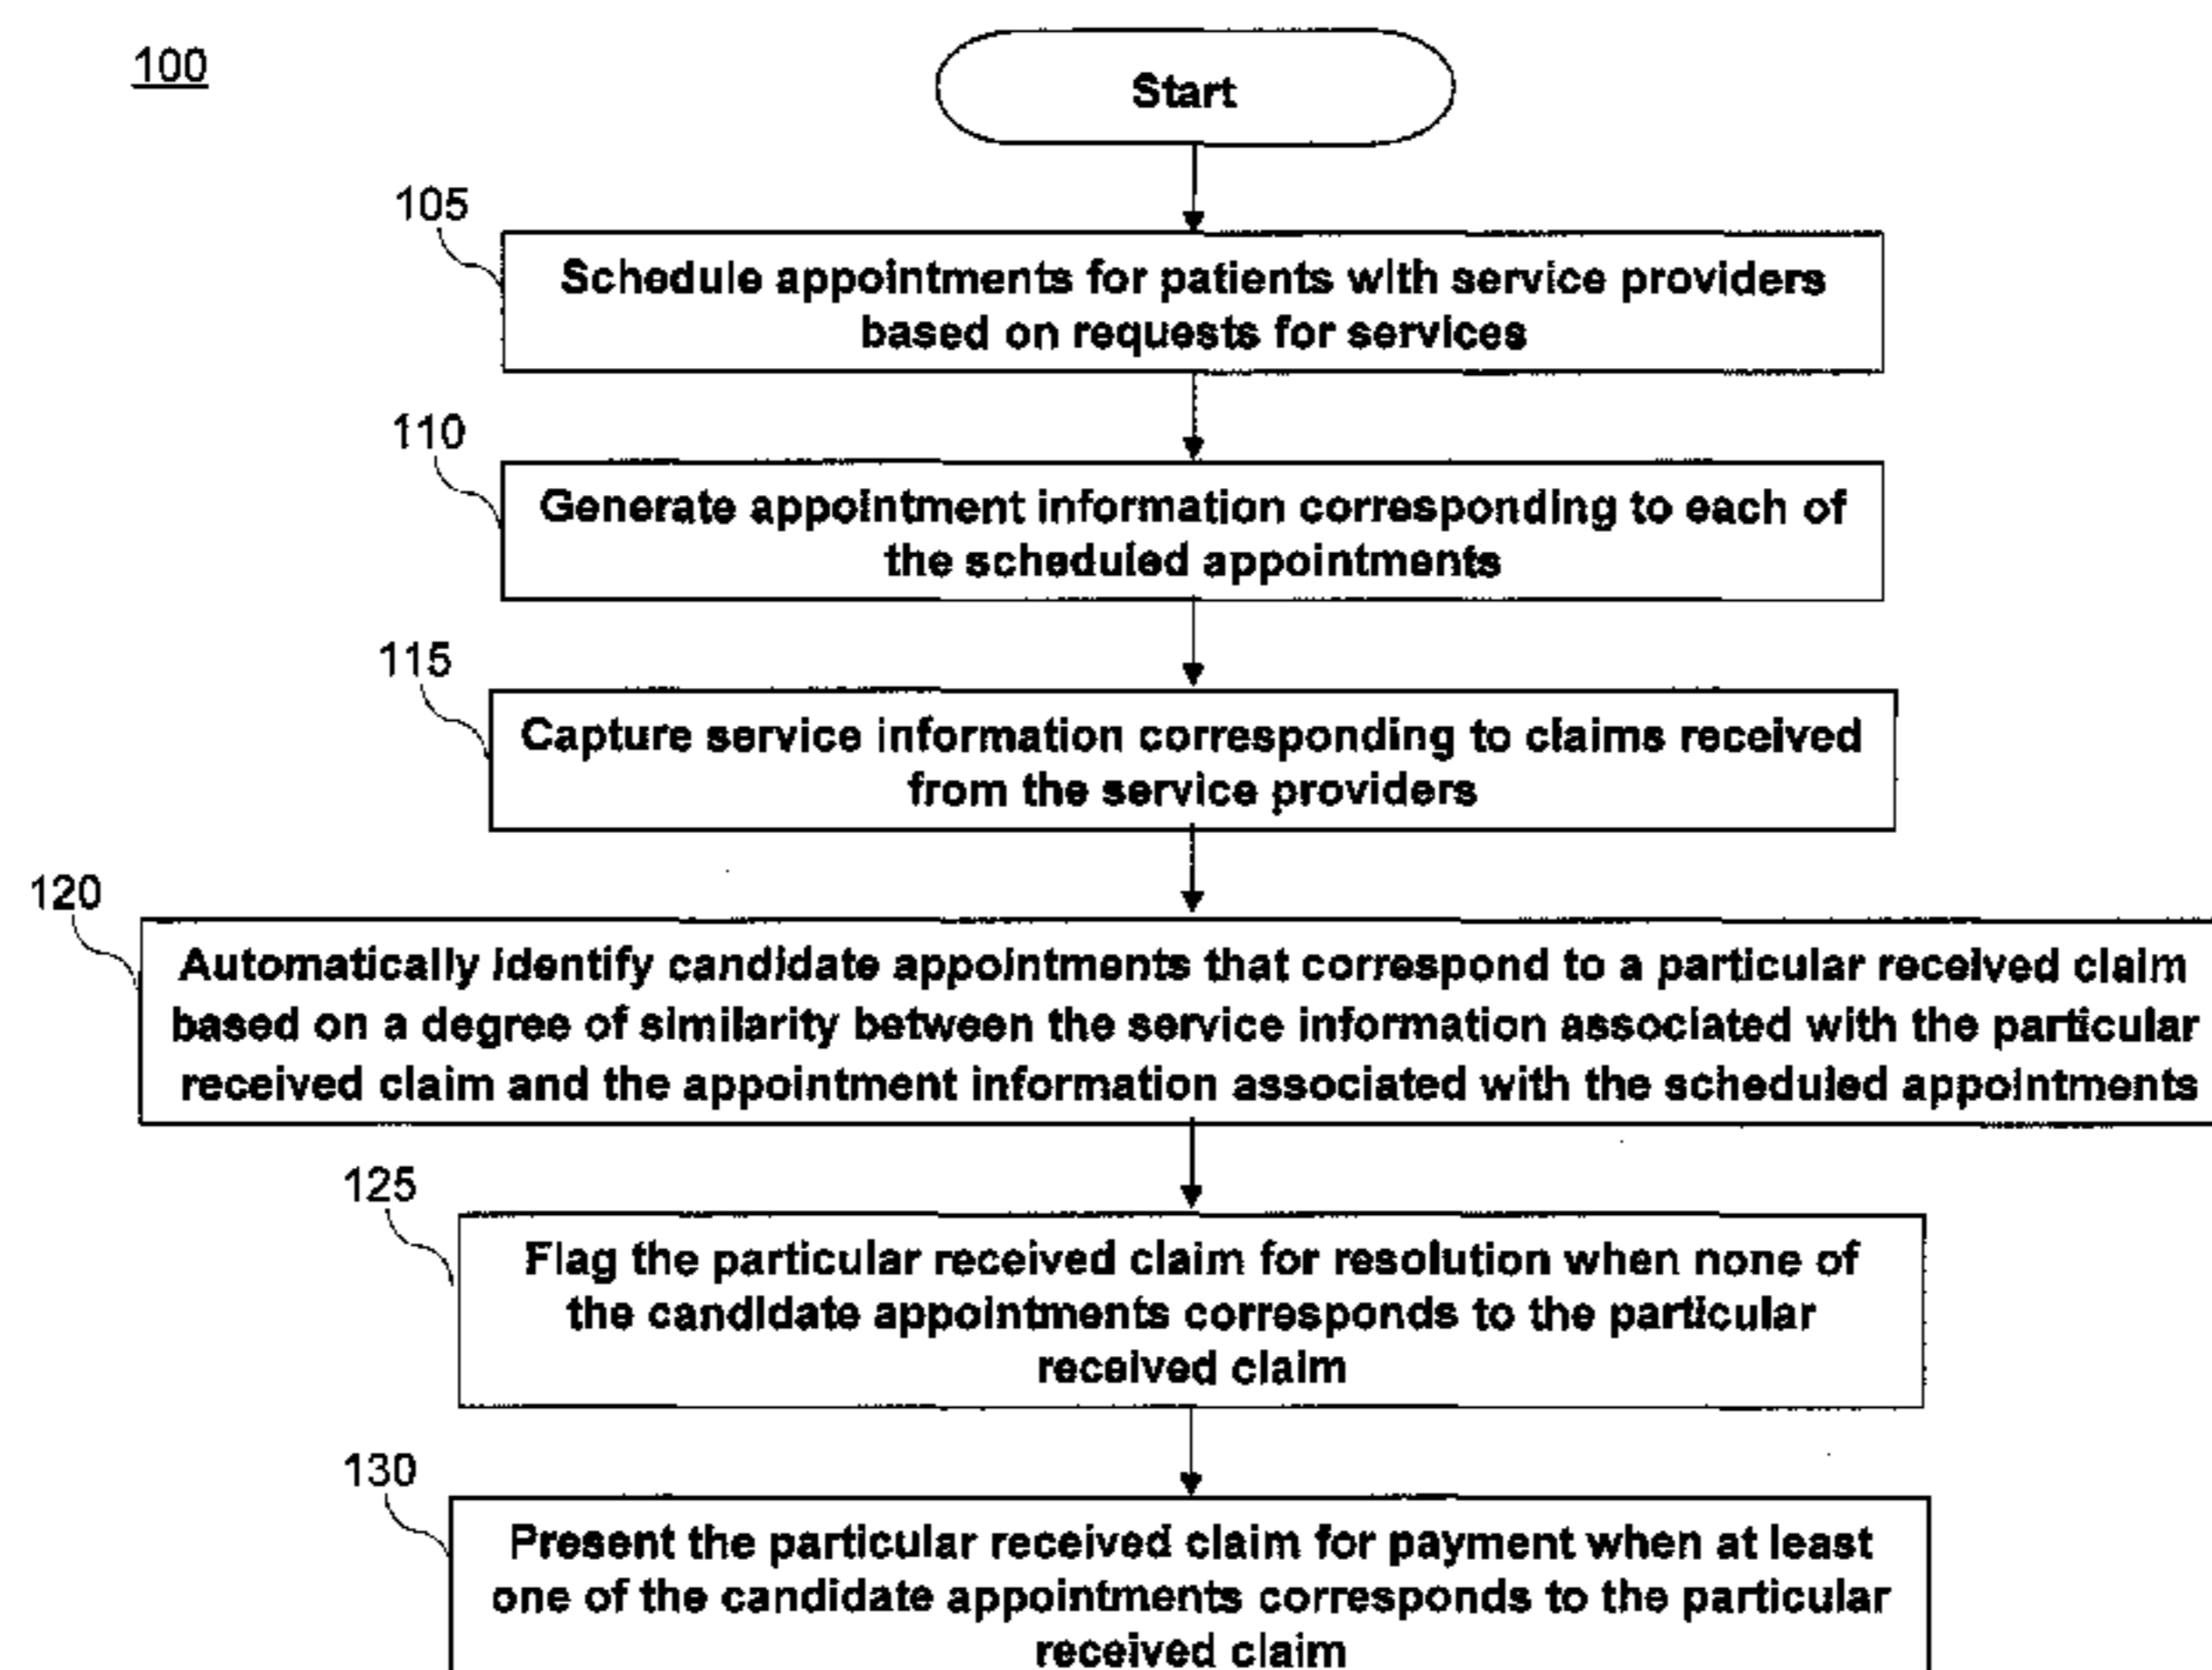 100
Start
105
Schedule appointments for patients with service providers
based on requests for services
110
Generate appointment information corresponding to each of
the scheduled appointments
115
Capture service information corresponding to claims received
from the service providers
120
Automatically identify candidate appointments that correspond to a particular received claim
based on a degree of similarity between the service information associated with the particular
received claim and the appointment information associated with the scheduled appointments
125
Flag the particular received claim for resolution when none of
the candidate appointments corresponds to the particular
received claim
130
Present the particular received claim for payment when at least
one of the candidate appointments corresponds to the particular
received claim